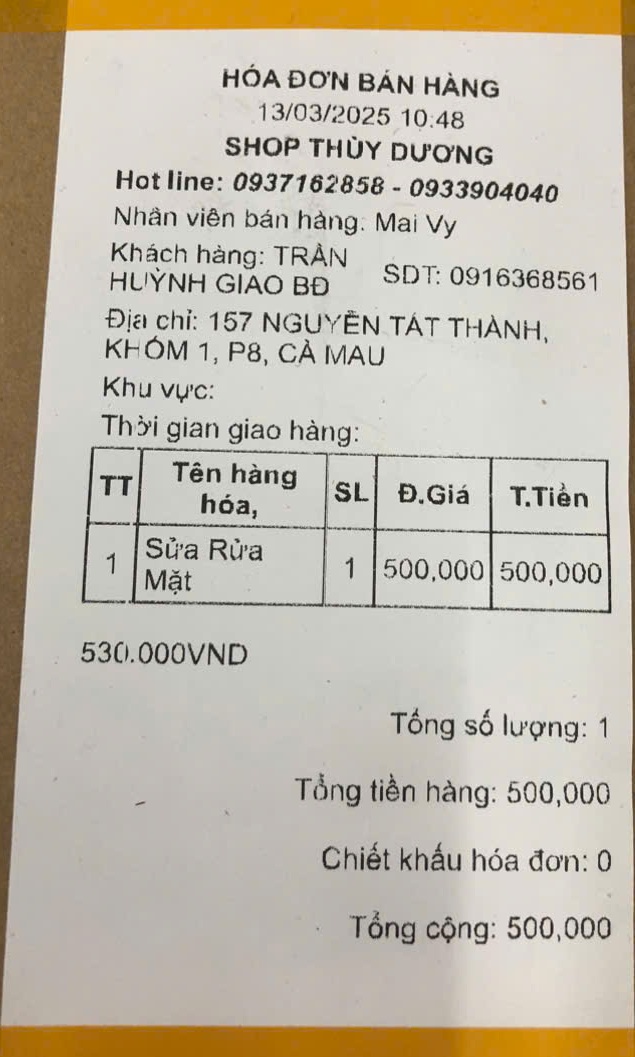 HÓA ĐƠN BÁN HÀNG
13/03/2025 10:48
SHOP THÙY DƯƠNG
Hot line: 0937162858 - 0933904040
Nhân viên bán hàng: Mai Vy
Khách hàng: TRẦN HUỲNH GIAO BĐ SDT: 0916368561
Địa chỉ: 157 NGUYỄN TẤT THÀNH,
KHÓM 1, P8, CÀ MAU
Khu vực:
Thời gian giao hàng:
TT Tên hàng hóa, SL Đ.Giá T.Tiền
1 Sửa Rửa Mặt 1 500,000 500,000
530.000VND
Tổng số lượng: 1
Tổng tiền hàng: 500,000
Chiết khấu hóa đơn: 0
Tổng cộng: 500,000